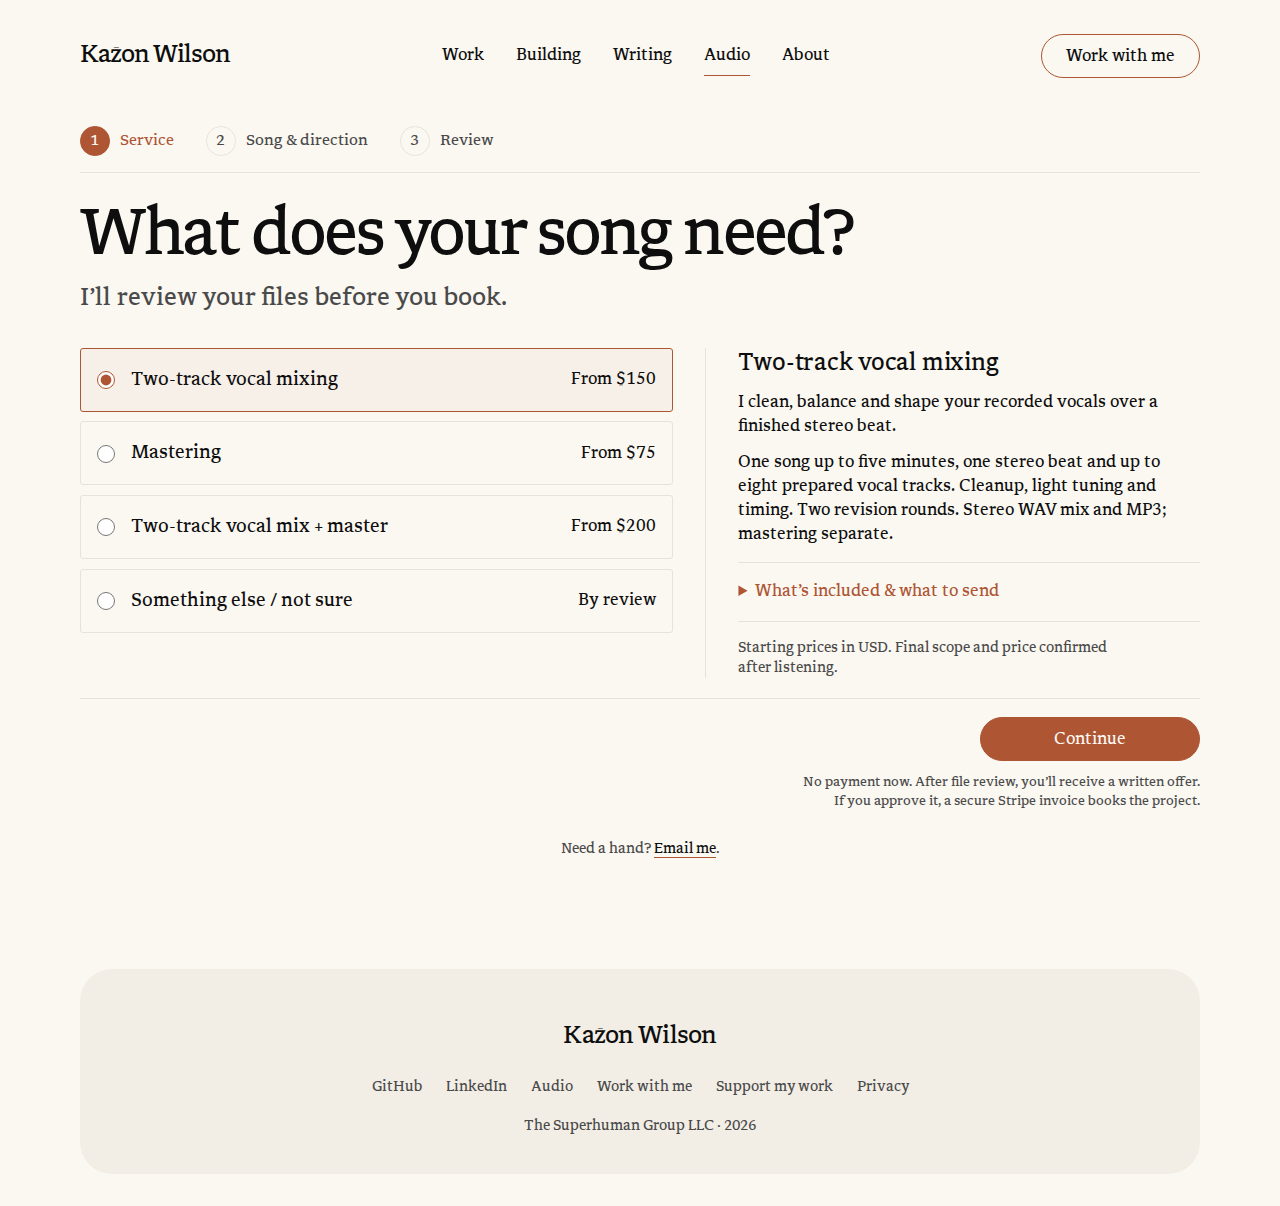 Każon Wilson
Work
Building
Writing
Audio
About
Work with me
1 Service
2 Song & direction
3 Review
What does your song need?
I’ll review your files before you book.
Two-track vocal mixing From $150
Mastering From $75
Two-track vocal mix + master From $200
Something else / not sure By review
Two-track vocal mixing
I clean, balance and shape your recorded vocals over a
finished stereo beat.
One song up to five minutes, one stereo beat and up to
eight prepared vocal tracks. Cleanup, light tuning and
timing. Two revision rounds. Stereo WAV mix and MP3;
mastering separate.
▶ What’s included & what to send
Starting prices in USD. Final scope and price confirmed
after listening.
Continue
No payment now. After file review, you’ll receive a written offer.
If you approve it, a secure Stripe invoice books the project.
Need a hand? Email me.
Każon Wilson
GitHub
LinkedIn
Audio
Work with me
Support my work
Privacy
The Superhuman Group LLC · 2026